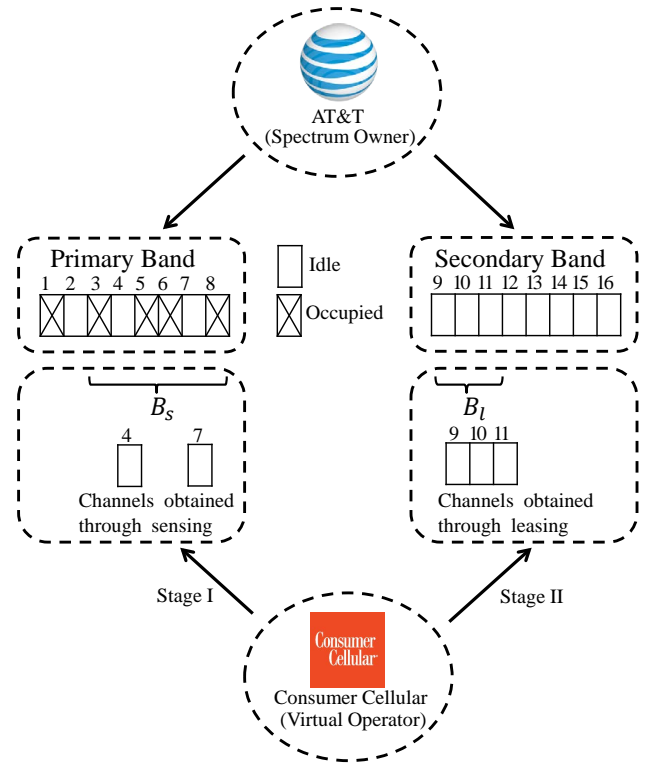 AT&T
(Spectrum Owner)
Primary Band
1 2 3 4 5 6 7 8
Idle
Occupied
Secondary Band
9 10 11 12 13 14 15 16
B_s
4 7
Channels obtained
through sensing
B_l
9 10 11
Channels obtained
through leasing
Stage I
Stage II
Consumer
Cellular
Consumer Cellular
(Virtual Operator)